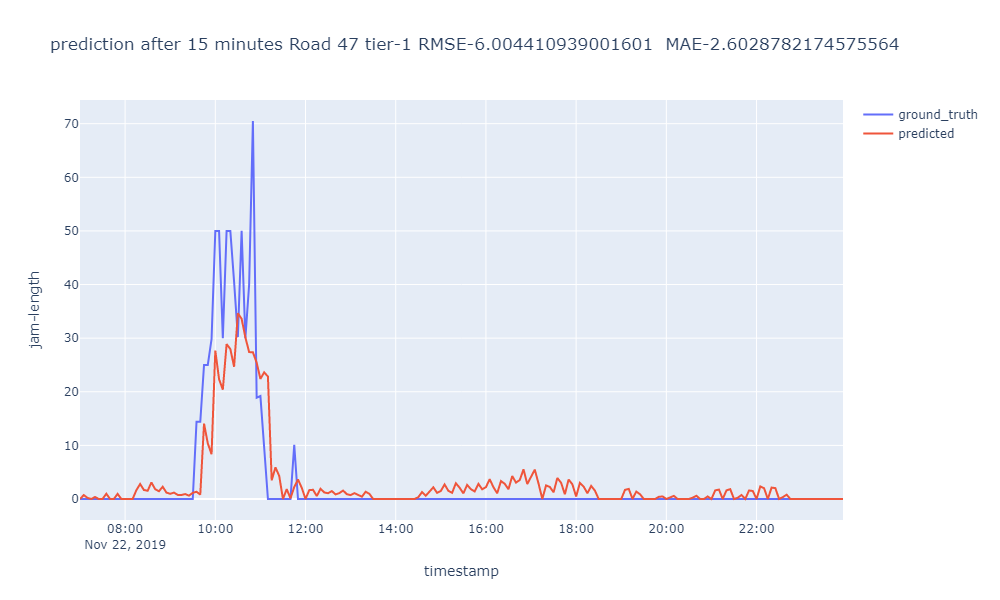 prediction after 15 minutes Road 47 tier-1 RMSE-6.004410939001601  MAE-2.6028782174575564
ground_truth
predicted
70
60
50
40
30
20
10
0
jam-length
08:00 10:00 12:00 14:00 16:00 18:00 20:00 22:00
Nov 22, 2019
timestamp